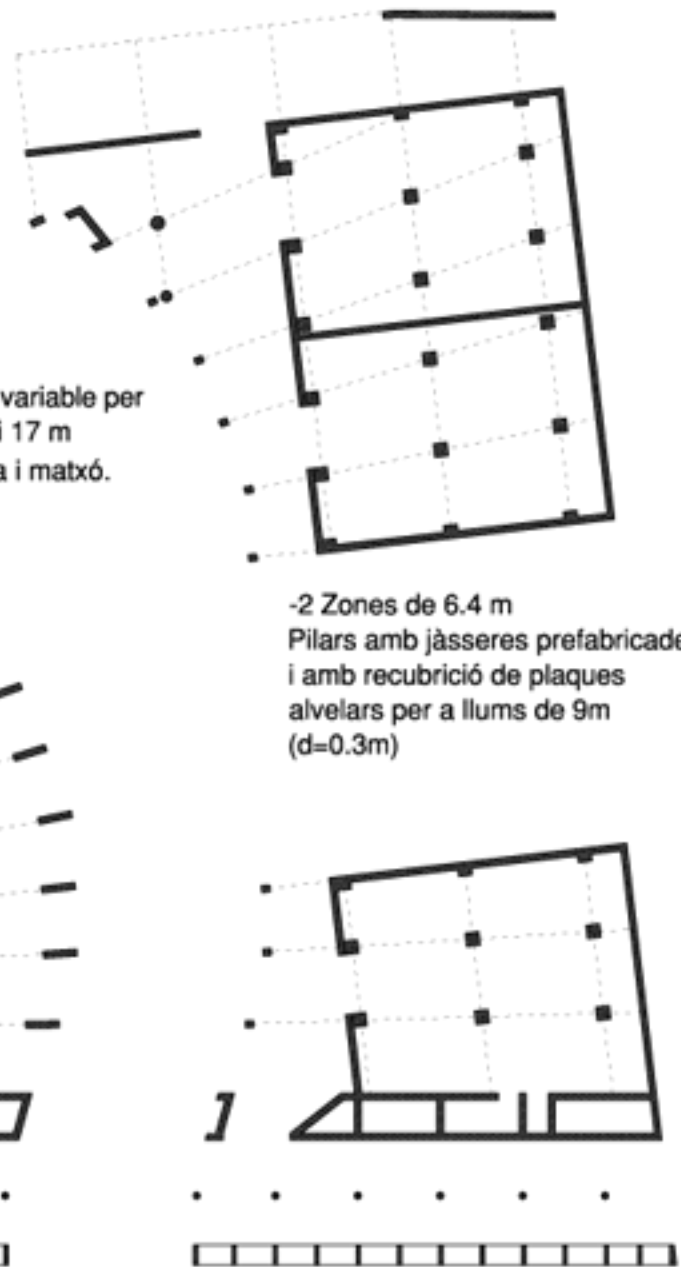 variable per
i 17 m
a i matxó.
-2 Zones de 6.4 m
Pilars amb jàsseres prefabricade
i amb recubrició de plaques
alvelars per a llums de 9m
(d=0.3m)